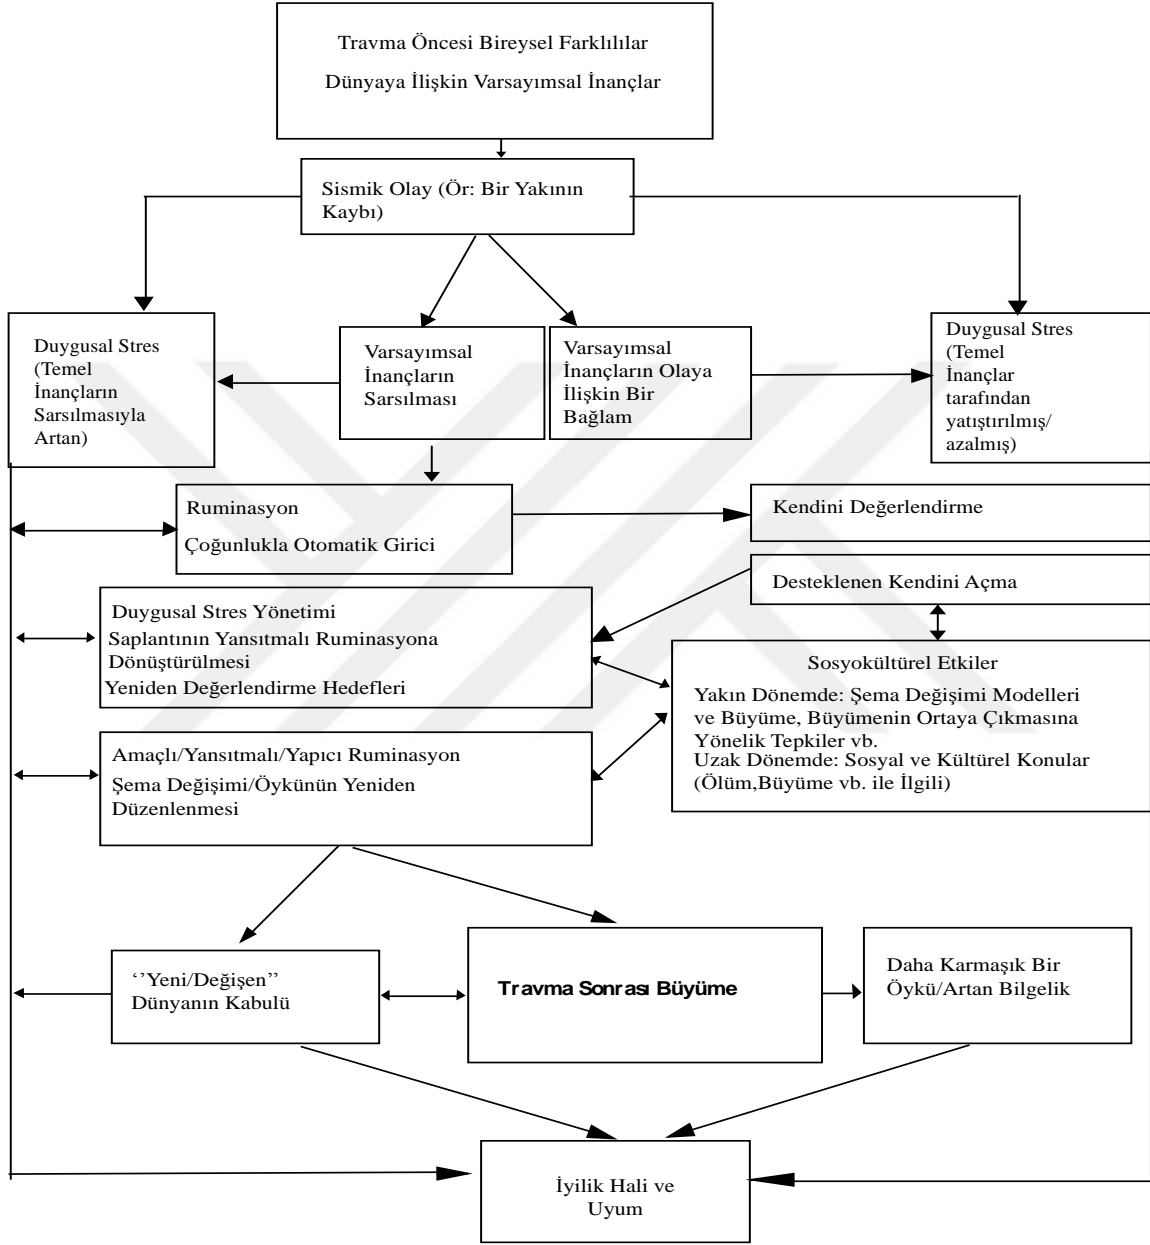 Travma Öncesi Bireysel Farklılılar
Dünyaya İlişkin Varsayımsal İnançlar
Sismik Olay (Ör: Bir Yakının
Kaybı)
Duygusal Stres
(Temel
İnançların
Sarsılmasıyla
Artan)
Varsayımsal
İnançların
Sarsılması
Varsayımsal
İnançların Olaya
İlişkin Bir
Bağlam
Duygusal Stres
(Temel
İnançlar
tarafından
yatıştırılmış/
azalmış)
Ruminasyon
Çoğunlukla Otomatik Girici
Kendini Değerlendirme
Desteklenen Kendini Açma
Duygusal Stres Yönetimi
Saplantının Yansıtmalı Ruminasyona
Dönüştürülmesi
Yeniden Değerlendirme Hedefleri
Sosyokültürel Etkiler
Yakın Dönemde: Şema Değişimi Modelleri
ve Büyüme, Büyümenin Ortaya Çıkmasına
Yönelik Tepkiler vb.
Uzak Dönemde: Sosyal ve Kültürel Konular
(Ölüm,Büyüme vb. ile İlgili)
Amaçlı/Yansıtmalı/Yapıcı Ruminasyon
Şema Değişimi/Öykünün Yeniden
Düzenlenmesi
‘’Yeni/Değişen’’
Dünyanın Kabulü
Travma Sonrası Büyüme
Daha Karmaşık Bir
Öykü/Artan Bilgelik
İyilik Hali ve
Uyum